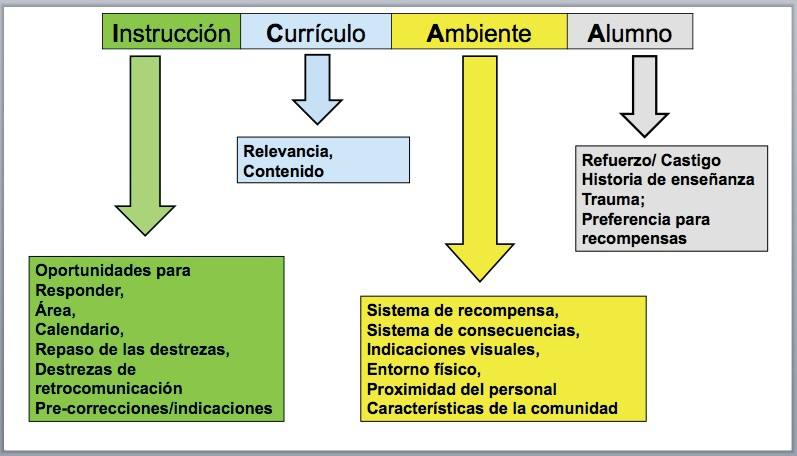 Instrucción Currículo Ambiente Alumno
Relevancia,
Contenido
Refuerzo/ Castigo
Historia de enseñanza
Trauma;
Preferencia para
recompensas
Oportunidades para
Responder,
Área,
Calendario,
Repaso de las destrezas,
Destrezas de
retrocomunicación
Pre-correcciones/indicaciones
Sistema de recompensa,
Sistema de consecuencias,
Indicaciones visuales,
Entorno físico,
Proximidad del personal
Características de la comunidad